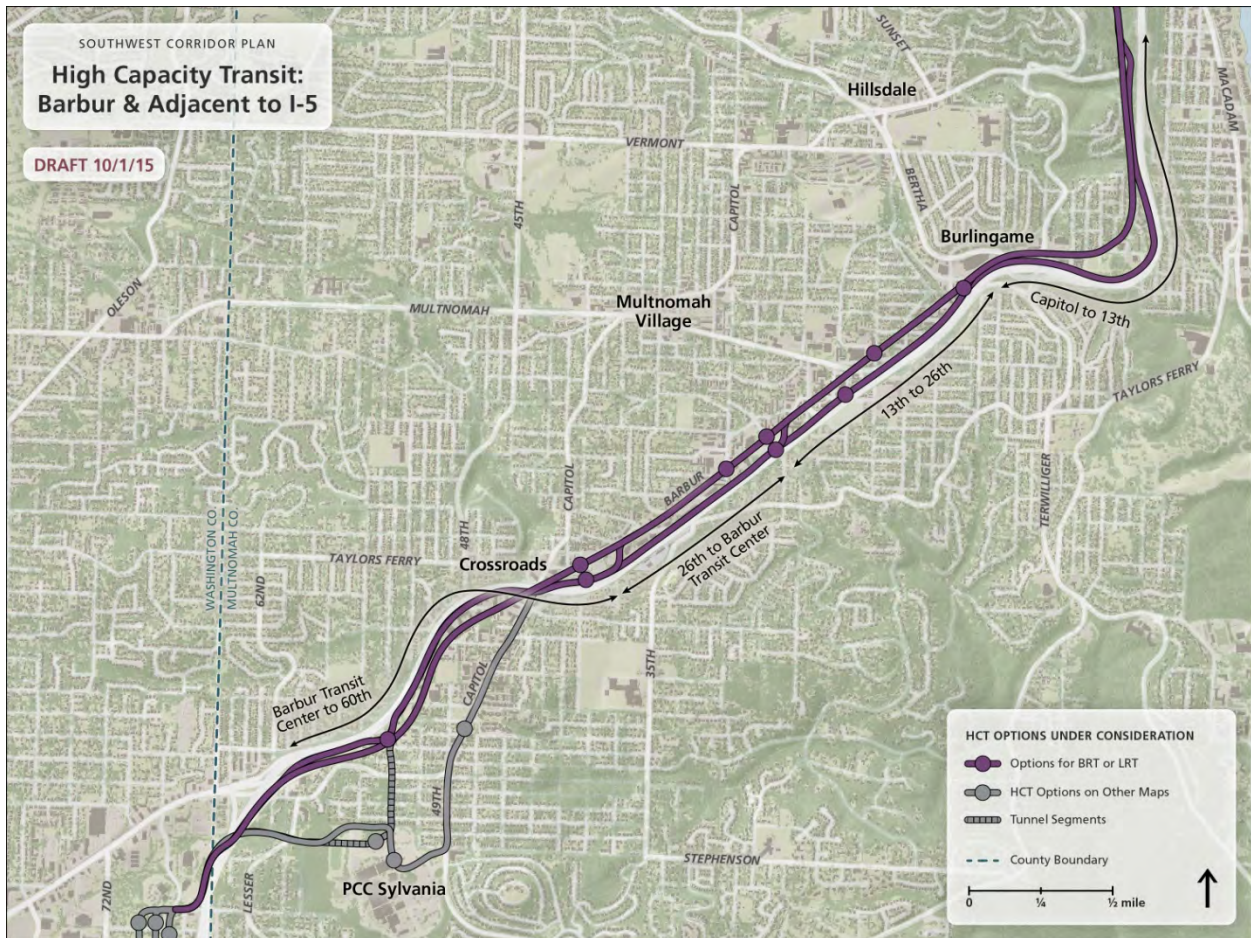 SOUTHWEST CORRIDOR PLAN
High Capacity Transit:
Barbur & Adjacent to I-5
DRAFT 10/1/15
SUNSET
MACADAM
Hillsdale
VERMONT
45TH
CAPITOL
BERTHA
Burlingame
OLESON
MULTNOMAH
Multnomah
Village
Capitol to 13th
13th to 26th
TAYLORS FERRY
BARBUR
TERWILLIGER
CAPITOL
48TH
26th to Barbur
Transit Center
TAYLORS FERRY
Crossroads
WASHINGTON CO.
MULTNOMAH CO.
62ND
35TH
CAPITOL
Barbur Transit
Center to 60th
49TH
STEPHENSON
PCC Sylvania
72ND
LESSER
HCT OPTIONS UNDER CONSIDERATION
Options for BRT or LRT
HCT Options on Other Maps
Tunnel Segments
County Boundary
0 ¼ ½ mile